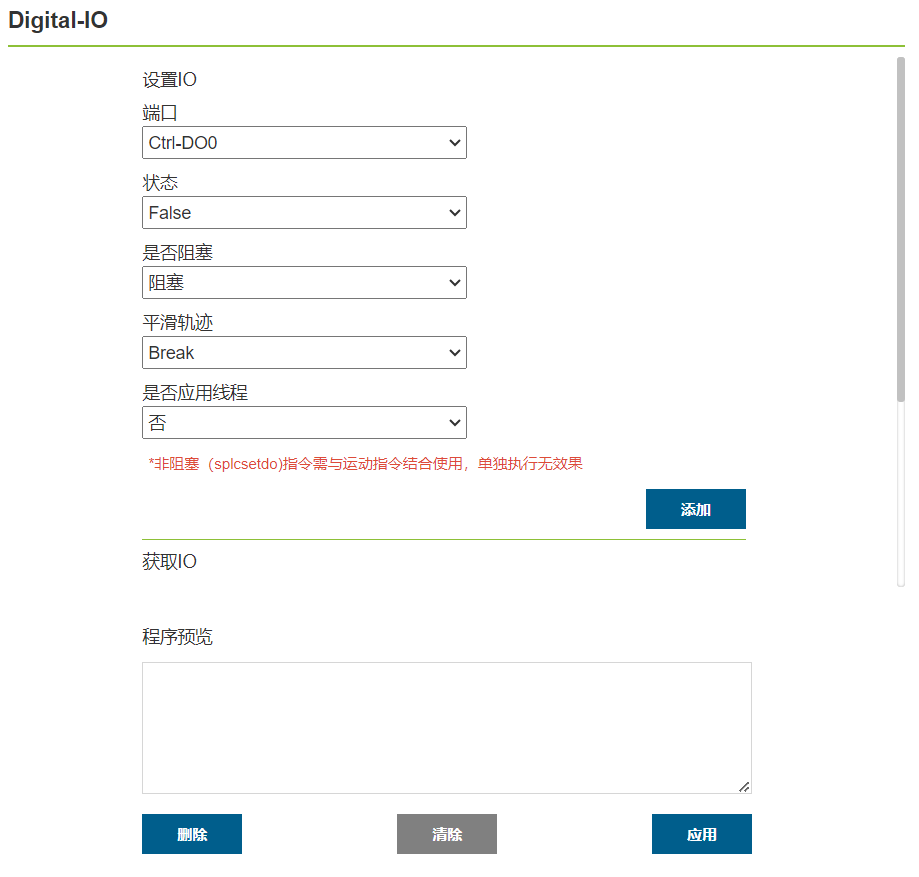 Digital-IO
设置IO
端口
Ctrl-DO0
状态
False
是否阻塞
阻塞
平滑轨迹
Break
是否应用线程
否
*非阻塞（splcsetdo)指令需与运动指令结合使用，单独执行无效果
添加
获取IO
程序预览
删除
清除
应用